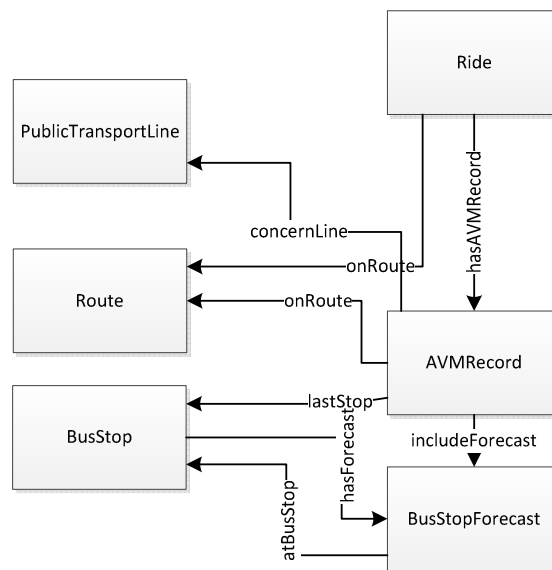 Ride
PublicTransportLine
hasAVMRecord
concernLine
onRoute
Route
onRoute
AVMRecord
lastStop
BusStop
hasForecast
includeForecast
atBusStop
BusStopForecast